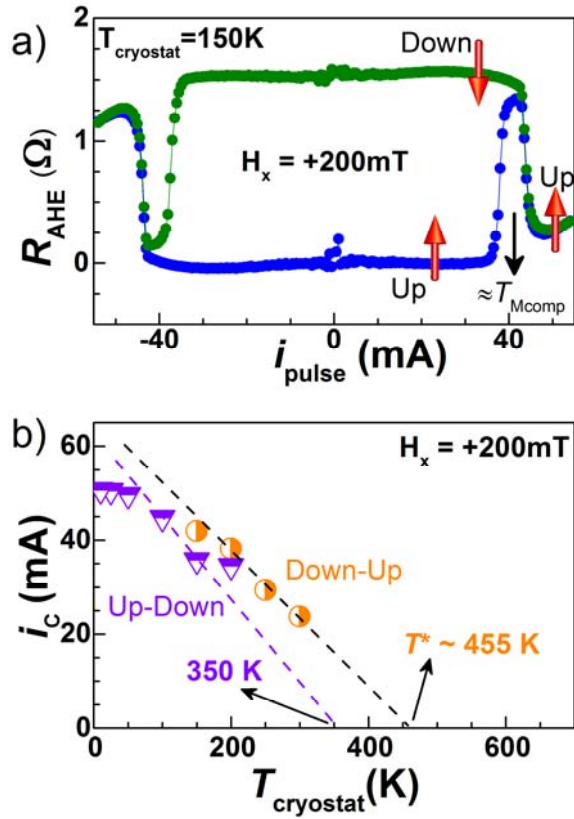 a)
T_cryostat=150K
Down
H_x = +200mT
Up
Up
≈T_Mcomp
R_AHE (Ω)
2
1
0
-40
0
40
i_pulse (mA)
b)
H_x = +200mT
Down-Up
Up-Down
350 K
T* ~ 455 K
i_C (mA)
60
40
20
0
0
200
400
600
T_cryostat(K)